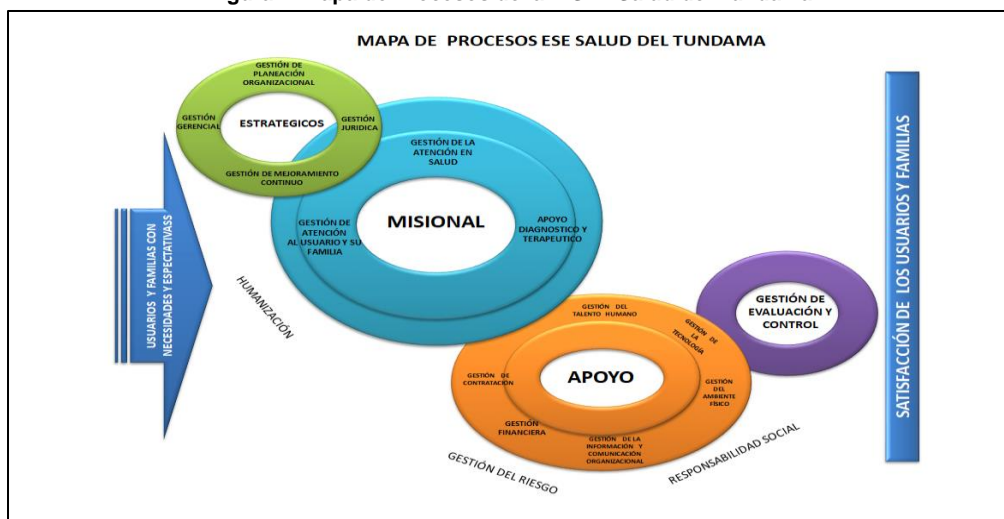 MAPA DE PROCESOS ESE SALUD DEL TUNDAMA
GESTIÓN DE
PLANEACIÓN
ORGANIZACIONAL
GESTIÓN
GERENCIAL
ESTRATEGICOS
GESTIÓN
JURIDICA
GESTIÓN DE MEJORAMIENTO
CONTINUO
GESTIÓN DE LA
ATENCIÓN EN
SALUD
MISIONAL
GESTIÓN DE
ATENCIÓN
AL USUARIO Y SU
FAMILIA
APOYO
DIAGNOSTICO Y
TERAPEUTICO
USUARIOS Y FAMILIAS CON
NECESIDADES Y ESPECTATIVASS
HUMANIZACIÓN
GESTIÓN DEL
TALENTO HUMANO
GESTIÓN DE
LA
TECNOLOGÍA
GESTIÓN DE
CONTRATACIÓN
APOYO
GESTIÓN
DEL
AMBIENTE
FÍSICO
GESTIÓN
FINANCIERA
GESTIÓN DE LA
INFORMACIÓN Y
COMUNICACIÓN
ORGANIZACIONAL
GESTIÓN DE
EVALUACIÓN Y
CONTROL
GESTIÓN DEL RIESGO
RESPONSABILIDAD SOCIAL
SATISFACCIÓN DE LOS USUARIOS Y FAMILIAS